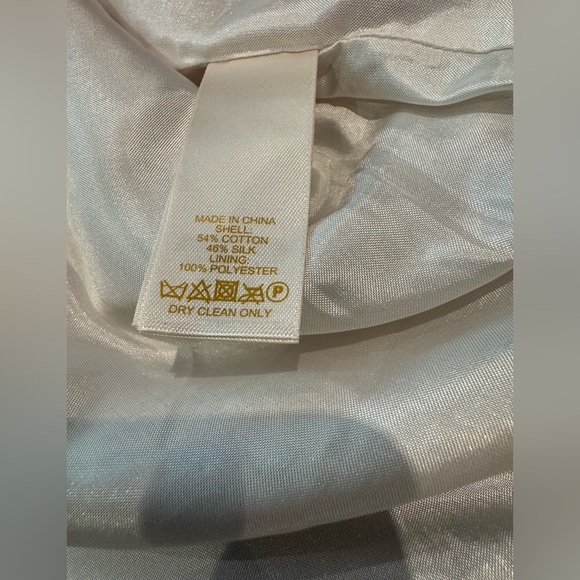 MADE IN CHINA
SHELL:
54% COTTON
46% SILK
LINING:
100% POLYESTER
P
DRY CLEAN ONLY